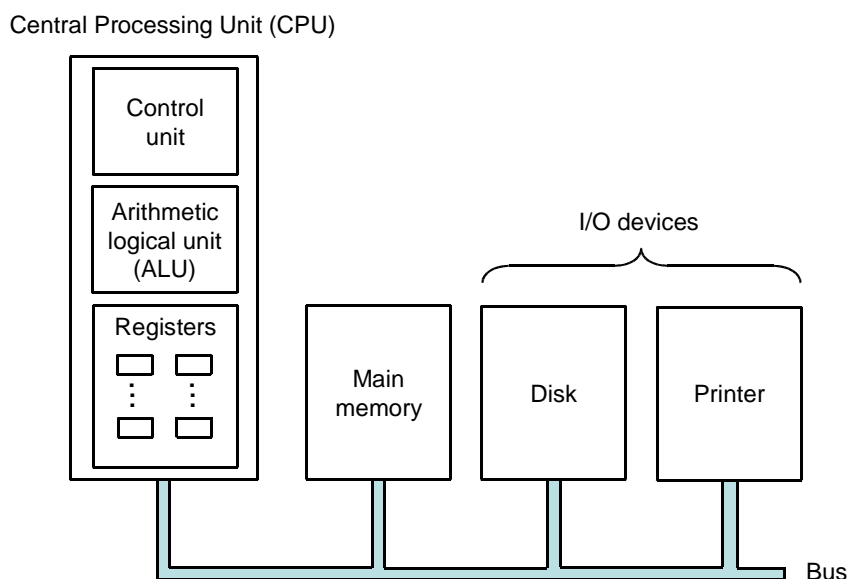 Central Processing Unit (CPU)
Control
unit
Arithmetic
logical unit
(ALU)
Registers
I/O devices
Main
memory
Disk
Printer
Bus